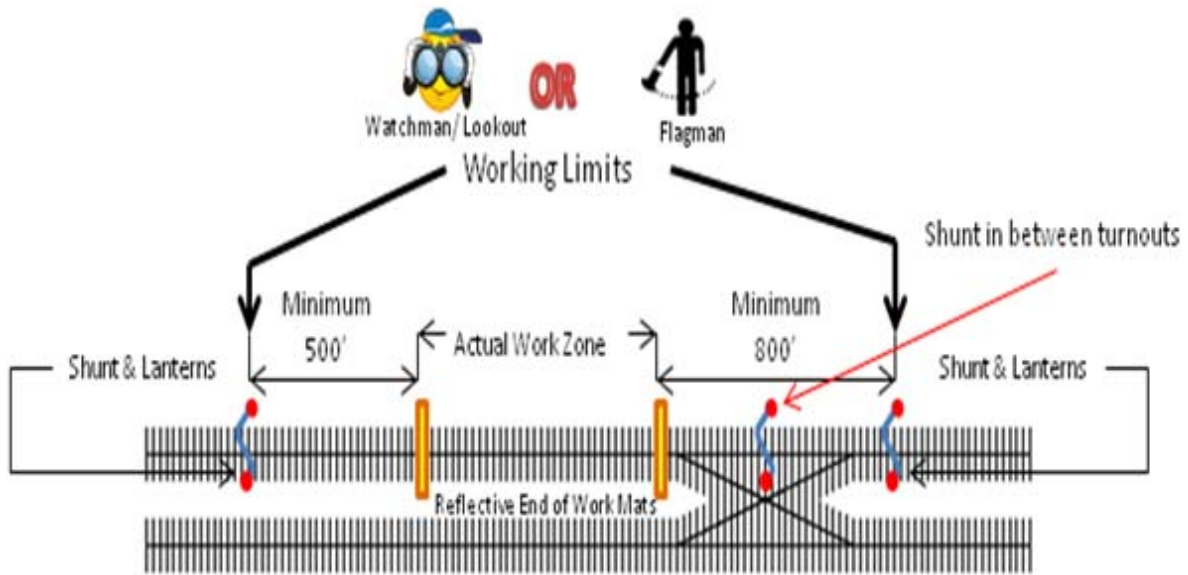 OR
Watchman/ Lookout
Flagman
Working Limits
Shunt in between turnouts
Minimum
500'
Actual Work Zone
Minimum
800'
Shunt & Lanterns
Shunt & Lanterns
Reflective End of Work Mats